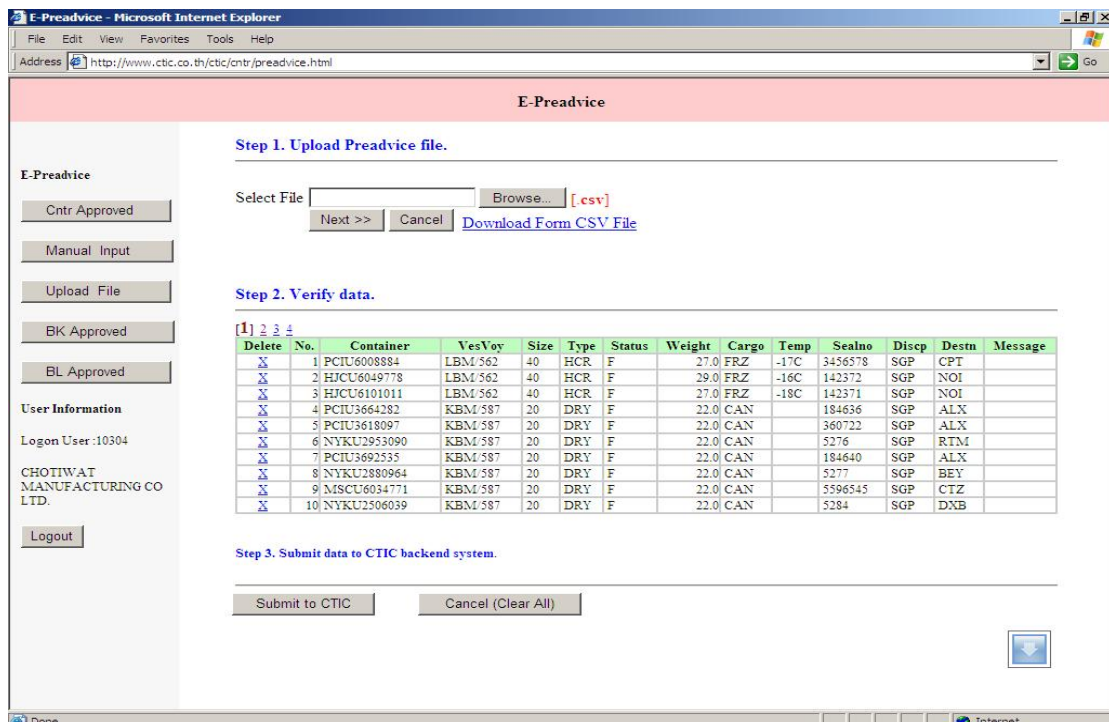 E-Preadvice - Microsoft Internet Explorer
File Edit View Favorites Tools Help
Address http://www.ctic.co.th/ctic/cntr/preadvice.html Go
E-Preadvice
E-Preadvice
Cntr Approved
Manual Input
Upload File
BK Approved
BL Approved
User Information
Logon User :10304
CHOTIWAT
MANUFACTURING CO
LTD.
Logout
Step 1. Upload Preadvice file.
Select File Browse... [.csv]
Next >> Cancel Download Form CSV File
Step 2. Verify data.
[1] 2 3 4
Delete No. Container VesVoy Size Type Status Weight Cargo Temp Sealno Discp Destn Message
X 1 PCIU6008884 LBM/562 40 HCR F 27.0 FRZ -17C 3456578 SGP CPT
X 2 HJCU6049778 LBM/562 40 HCR F 29.0 FRZ -16C 142372 SGP NOI
X 3 HJCU6101011 LBM/562 40 HCR F 27.0 FRZ -18C 142371 SGP NOI
X 4 PCIU3664282 KBM/587 20 DRY F 22.0 CAN 184636 SGP ALX
X 5 PCIU3618097 KBM/587 20 DRY F 22.0 CAN 360722 SGP ALX
X 6 NYKU2953090 KBM/587 20 DRY F 22.0 CAN 5276 SGP RTM
X 7 PCIU3692535 KBM/587 20 DRY F 22.0 CAN 184640 SGP ALX
X 8 NYKU2880964 KBM/587 20 DRY F 22.0 CAN 5277 SGP BEY
X 9 MSCU6034771 KBM/587 20 DRY F 22.0 CAN 5596545 SGP CTZ
X 10 NYKU2506039 KBM/587 20 DRY F 22.0 CAN 5284 SGP DXB
Step 3. Submit data to CTIC backend system.
Submit to CTIC Cancel (Clear All)
Done Internet